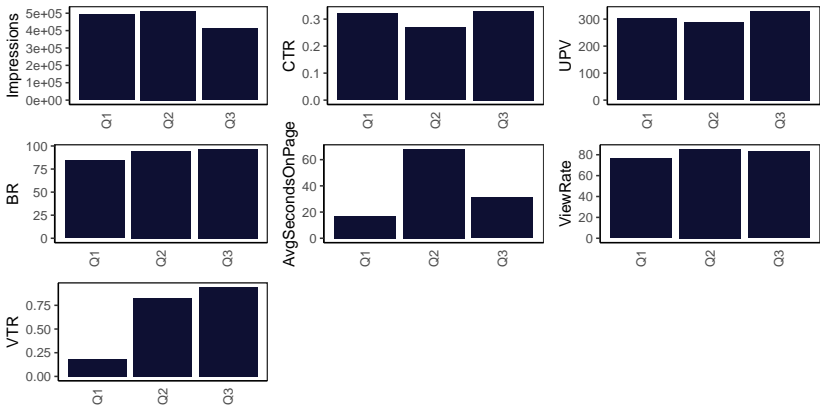 Impressions
5e+05
4e+05
3e+05
2e+05
1e+05
0e+00
Q1
Q2
Q3
CTR
0.3
0.2
0.1
0.0
Q1
Q2
Q3
UPV
300
200
100
0
Q1
Q2
Q3
BR
100
75
50
25
0
Q1
Q2
Q3
AvgSecondsOnPage
60
40
20
0
Q1
Q2
Q3
ViewRate
80
60
40
20
0
Q1
Q2
Q3
VTR
0.75
0.50
0.25
0.00
Q1
Q2
Q3